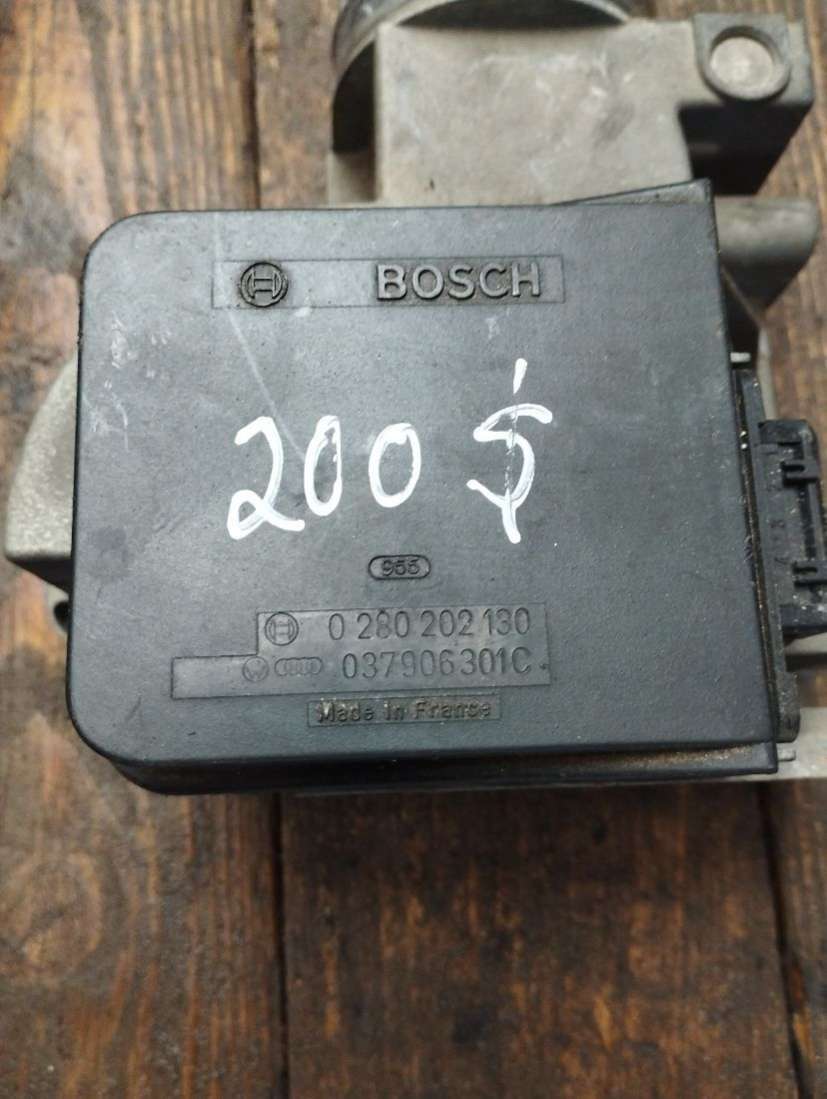 BOSCH
200 $
955
0 280 202 130
037906301C
Made in France